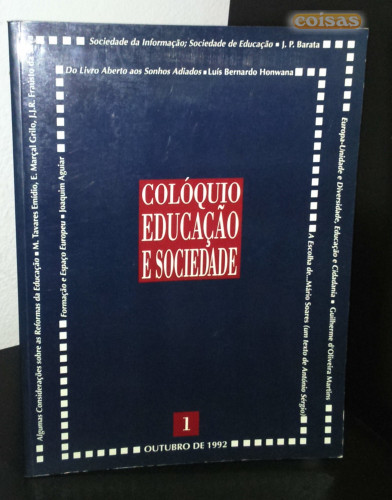 coisas
Sociedade da Informação; Sociedade de Educação ▪ J. P. Barata
Do Livro Aberto aos Sonhos Adiados ▪ Luís Bernardo Honwana
Algumas Considerações sobre as Reformas da Educação ▪ M. Tavares Emídio, E. Marçal Grilo, J.J.R. Fraústo da
Formação e Espaço Europeu ▪ Joaquim Aguiar
Europa-Unidade e Diversidade, Educação e Cidadania ▪ Guilherme d'Oliveira Martins
A Escolha de...Mário Soares (um texto de António Sérgio)
COLÓQUIO
EDUCAÇÃO
E SOCIEDADE
1
OUTUBRO DE 1992